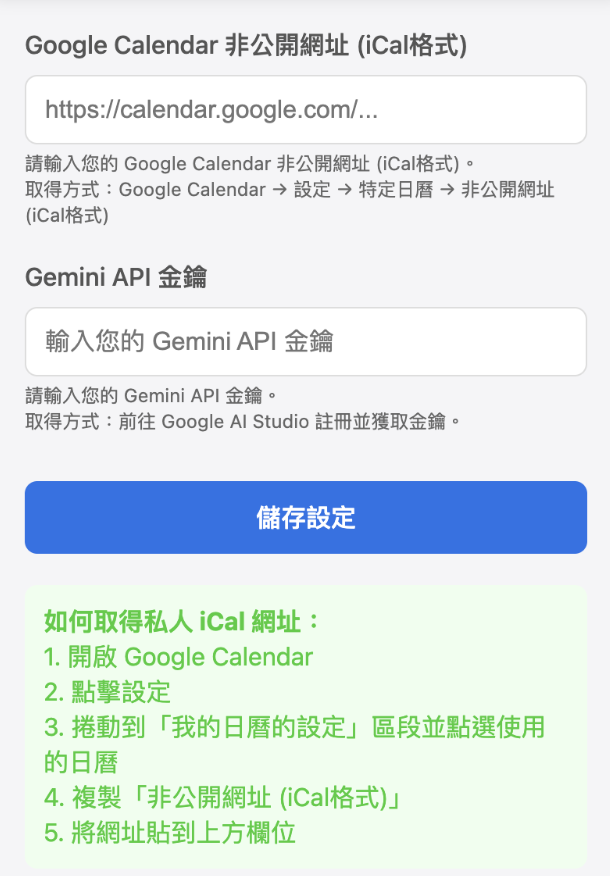 Google Calendar 非公開網址 (iCal格式)
https://calendar.google.com/...
請輸入您的 Google Calendar 非公開網址 (iCal格式)。
取得方式：Google Calendar → 設定 → 特定日曆 → 非公開網址
(iCal格式)
Gemini API 金鑰
輸入您的 Gemini API 金鑰
請輸入您的 Gemini API 金鑰。
取得方式：前往 Google AI Studio 註冊並獲取金鑰。
儲存設定
如何取得私人 iCal 網址：
1. 開啟 Google Calendar
2. 點擊設定
3. 捲動到「我的日曆的設定」區段並點選使用
的日曆
4. 複製「非公開網址 (iCal格式)」
5. 將網址貼到上方欄位